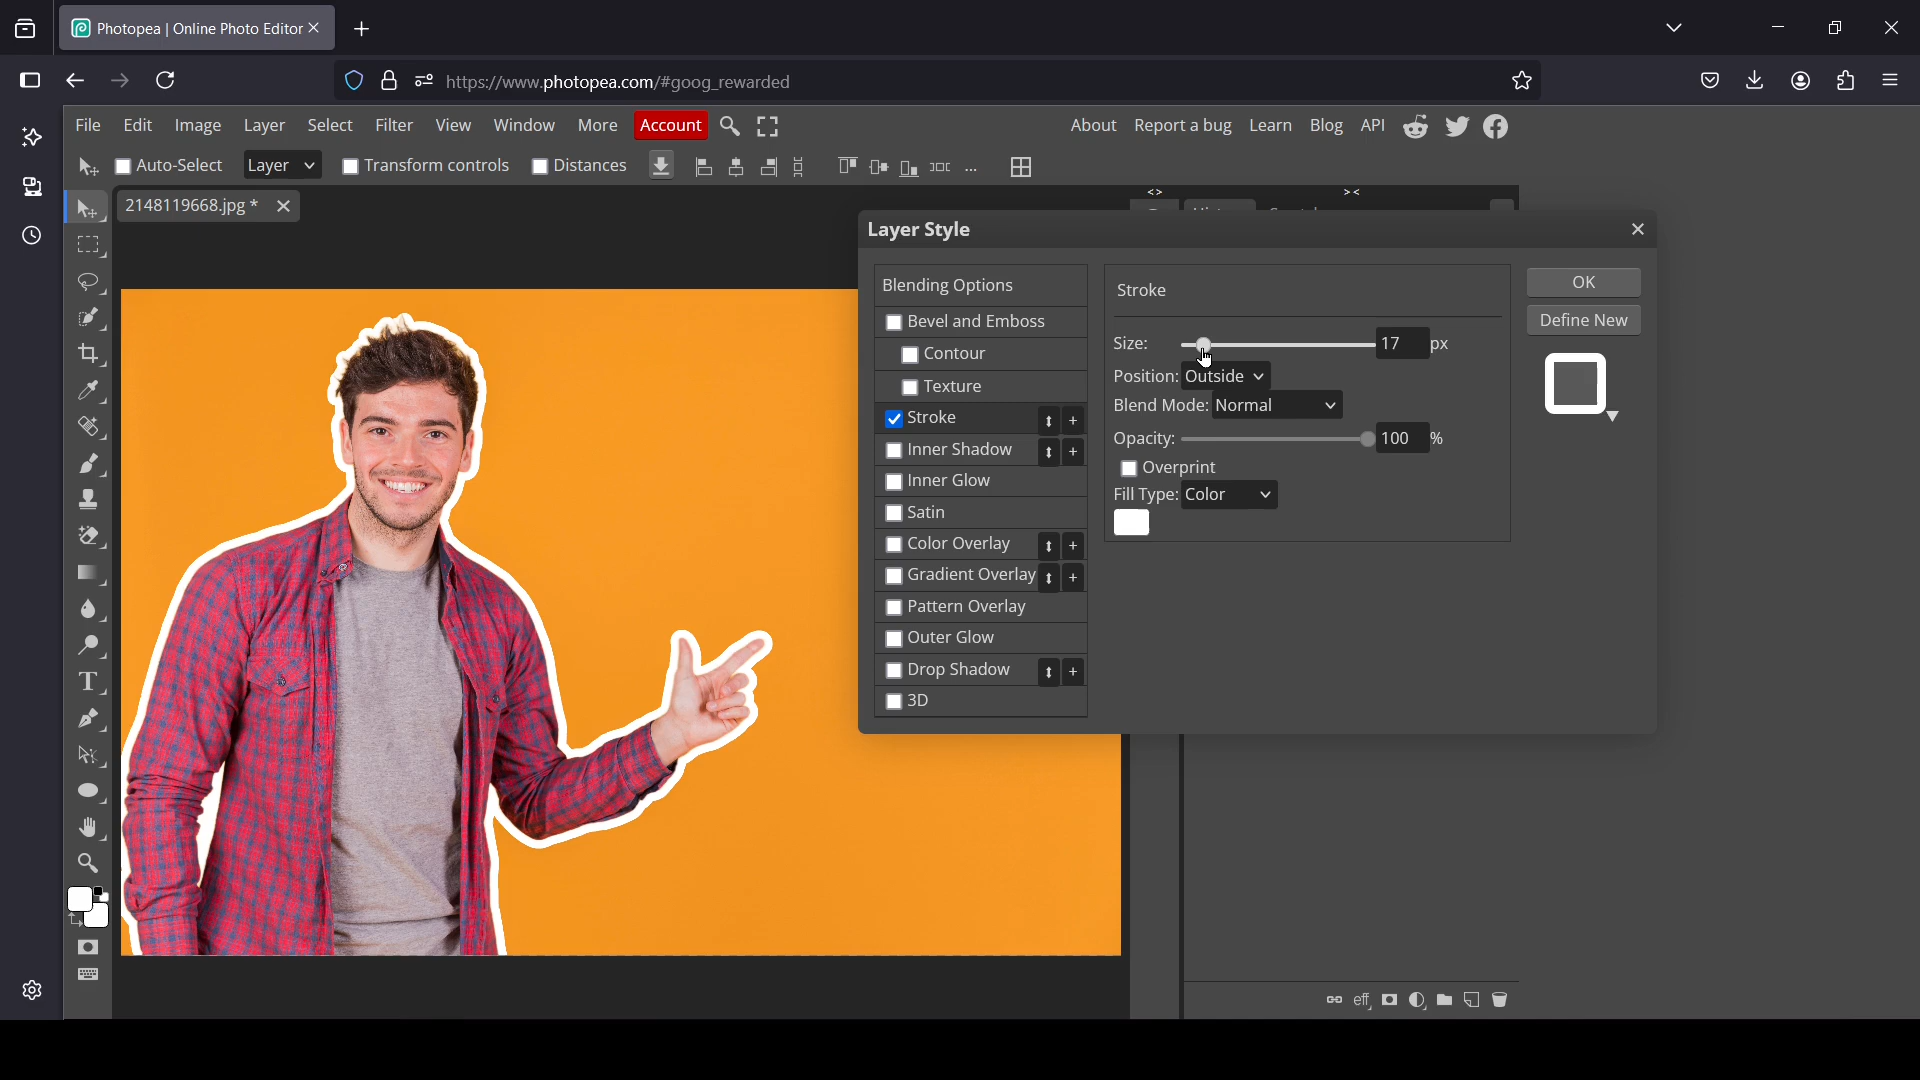 Photopea | Online Photo Editor
https://www.photopea.com/#goog_rewarded
File Edit Image Layer Select Filter View Window More Account
About Report a bug Learn Blog API
Auto-Select Layer Transform controls Distances ...
2148119668.jpg *
<> ><
Layer Style
Blending Options
Bevel and Emboss
Contour
Texture
Stroke +
Inner Shadow +
Inner Glow
Satin
Color Overlay +
Gradient Overlay +
Pattern Overlay
Outer Glow
Drop Shadow +
3D
Stroke
Size: 17 px
Position: Outside
Blend Mode: Normal
Opacity: 100 %
Overprint
Fill Type: Color
OK
Define New
eff